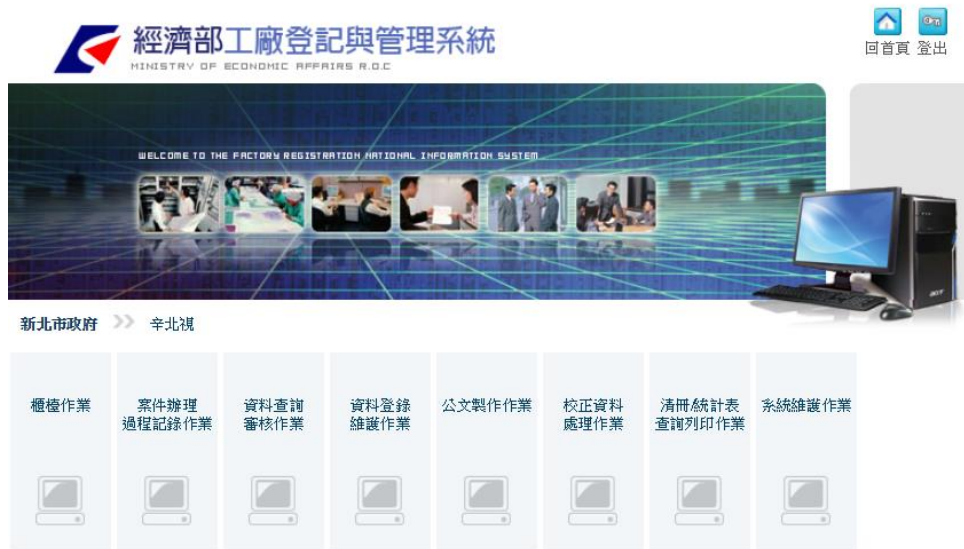 經濟部工廠登記與管理系統
MINISTRY OF ECONOMIC AFFAIRS R.O.C
回首頁 登出
WELCOME TO THE FACTORY REGISTRATION NATIONAL INFORMATION SYSTEM
acer
新北市政府 >> 辛北視
櫃檯作業
案件辦理
過程記錄作業
資料查詢
審核作業
資料登錄
維護作業
公文製作作業
校正資料
處理作業
清冊/統計表
查詢列印作業
系統維護作業